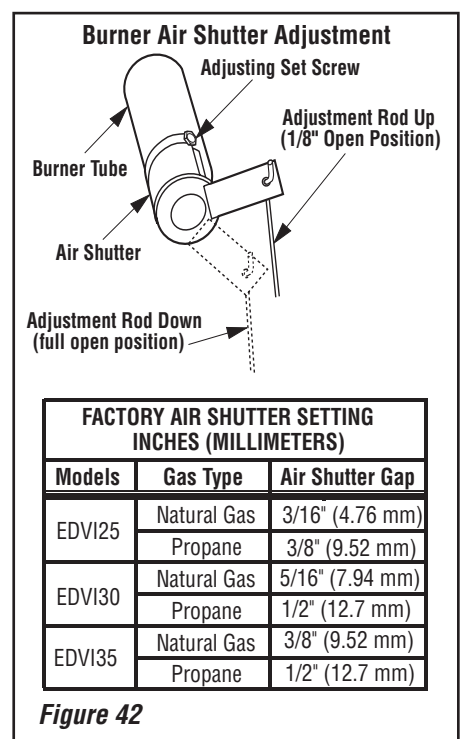 Burner Air Shutter Adjustment
Adjusting Set Screw
Adjustment Rod Up
(1/8" Open Position)
Burner Tube
Air Shutter
Adjustment Rod Down
(full open position)
FACTORY AIR SHUTTER SETTING
INCHES (MILLIMETERS)
Models Gas Type Air Shutter Gap
EDVI25 Natural Gas 3/16" (4.76 mm)
Propane 3/8" (9.52 mm)
EDVI30 Natural Gas 5/16" (7.94 mm)
Propane 1/2" (12.7 mm)
EDVI35 Natural Gas 3/8" (9.52 mm)
Propane 1/2" (12.7 mm)
Figure 42